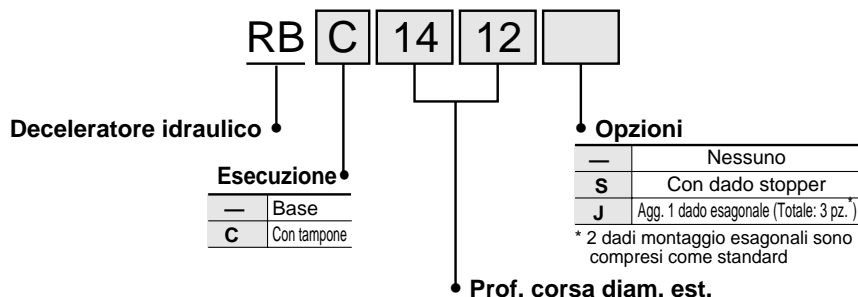 RB C 14 12
Deceleratore idraulico
Esecuzione
— Base
C Con tampone
Opzioni
— Nessuno
S Con dado stopper
J Agg. 1 dado esagonale (Totale: 3 pz.*)
* 2 dadi montaggio esagonali sono
compresi come standard
Prof. corsa diam. est.